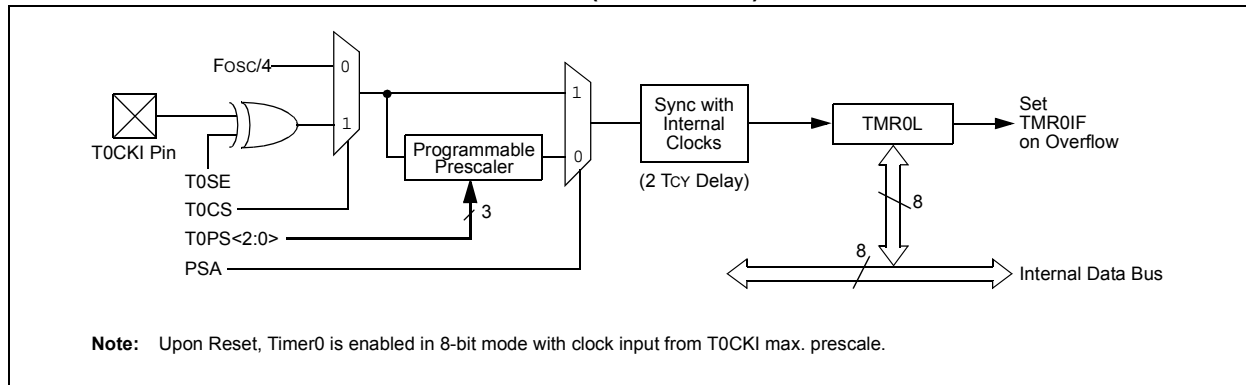 FOSC/4
0
1
T0CKI Pin
T0SE
T0CS
T0PS<2:0>
PSA
Programmable
Prescaler
3
1
0
Sync with
Internal
Clocks
(2 TCY Delay)
TMR0L
Set
TMR0IF
on Overflow
8
8
Internal Data Bus
Note: Upon Reset, Timer0 is enabled in 8-bit mode with clock input from T0CKI max. prescale.